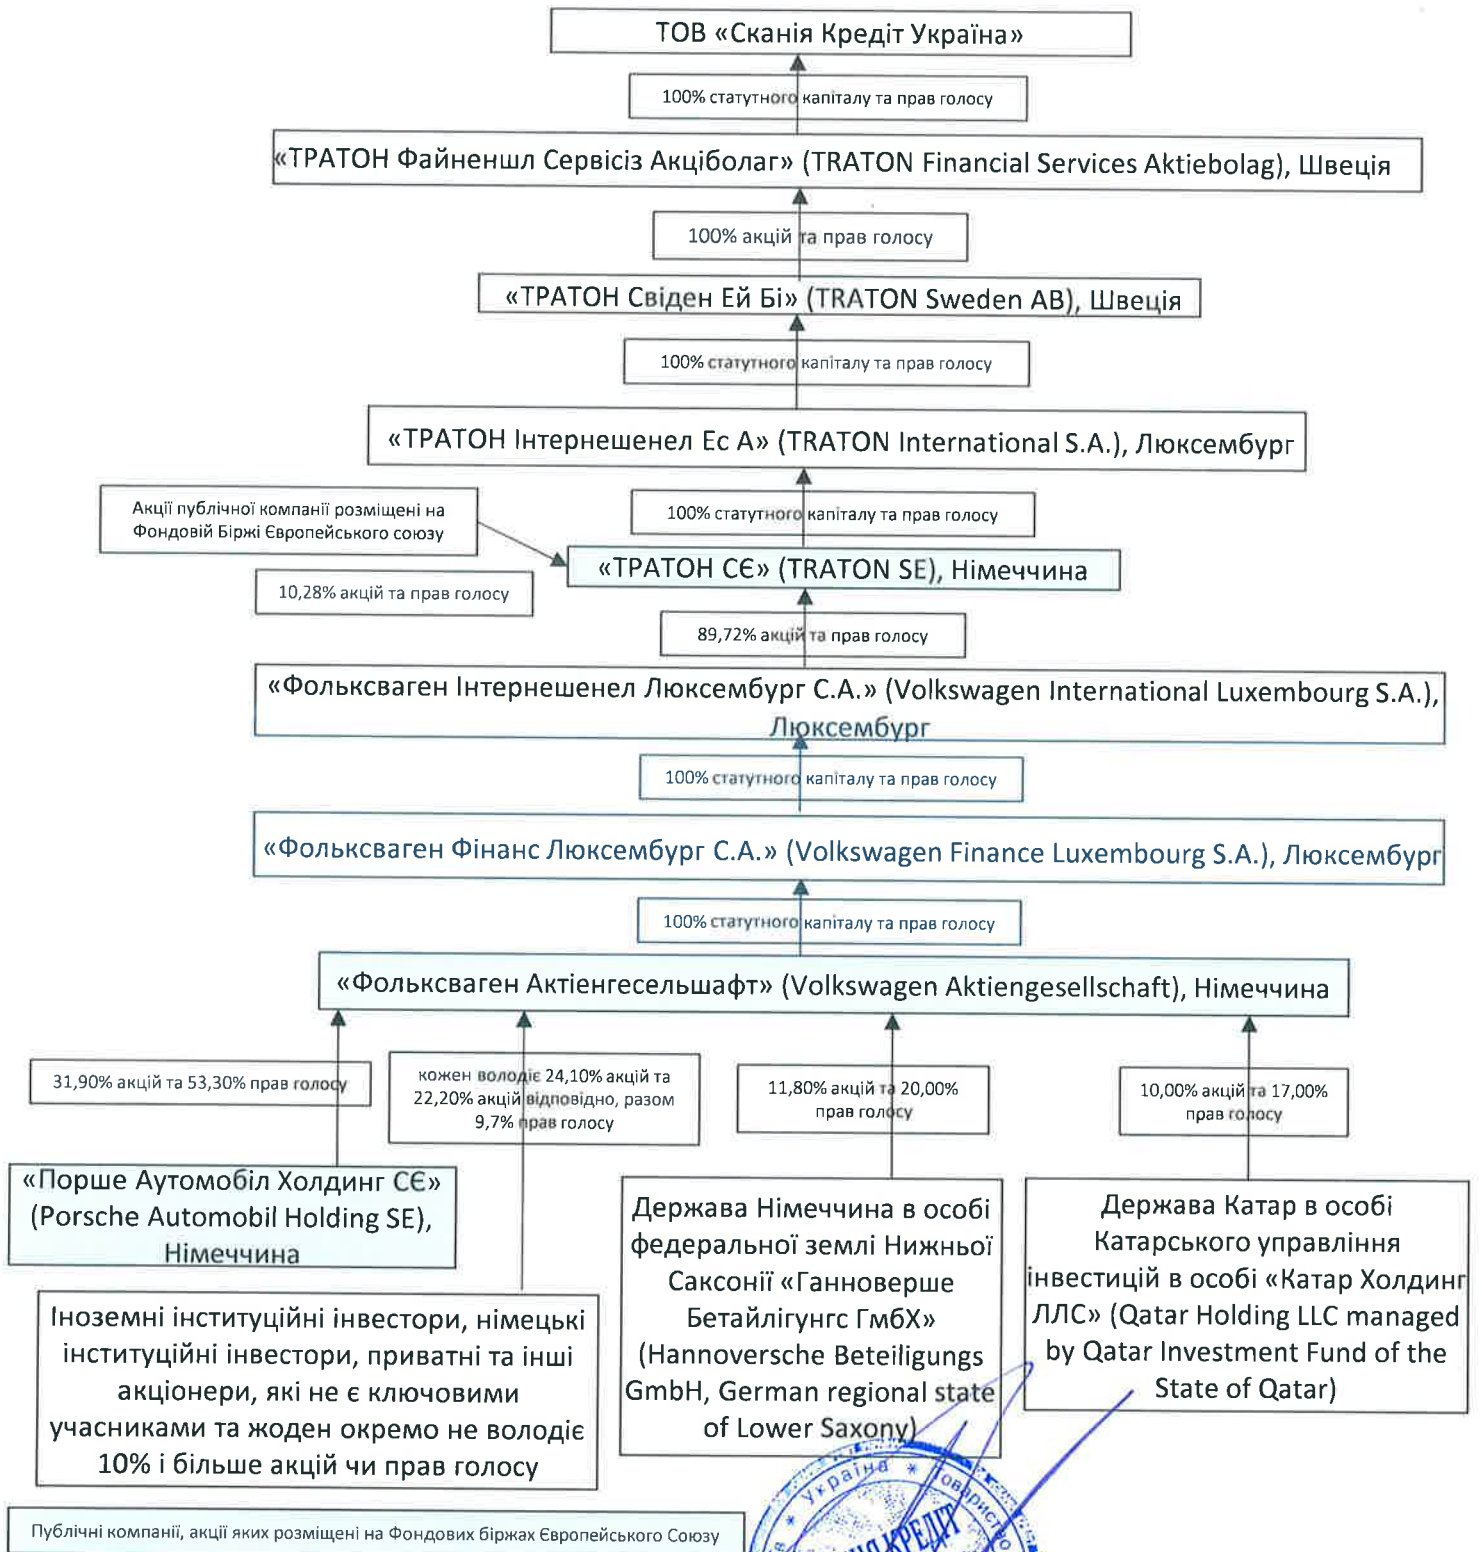 ТОВ «Сканія Кредіт Україна»
100% статутного капіталу та прав голосу
«ТРАТОН Файненшл Сервісіз Акціболаг» (TRATON Financial Services Aktiebolag), Швеція
100% акцій та прав голосу
«ТРАТОН Свіден Ей Бі» (TRATON Sweden AB), Швеція
100% статутного капіталу та прав голосу
«ТРАТОН Інтернешенел Ес А» (TRATON International S.A.), Люксембург
Акції публічної компанії розміщені на
Фондовій Біржі Європейського союзу
100% статутного капіталу та прав голосу
«ТРАТОН СЄ» (TRATON SE), Німеччина
10,28% акцій та прав голосу
89,72% акцій та прав голосу
«Фольксваген Інтернешенел Люксембург С.А.» (Volkswagen International Luxembourg S.A.),
Люксембург
100% статутного капіталу та прав голосу
«Фольксваген Фінанс Люксембург С.А.» (Volkswagen Finance Luxembourg S.A.), Люксембург
100% статутного капіталу та прав голосу
«Фольксваген Актіенгесельшафт» (Volkswagen Aktiengesellschaft), Німеччина
31,90% акцій та 53,30% прав голосу
кожен володіє 24,10% акцій та
22,20% акцій відповідно, разом
9,7% прав голосу
11,80% акцій та 20,00%
прав голосу
10,00% акцій та 17,00%
прав голосу
«Порше Аутомобіл Холдинг СЄ»
(Porsche Automobil Holding SE),
Німеччина
Іноземні інституційні інвестори, німецькі
інституційні інвестори, приватні та інші
акціонери, які не є ключовими
учасниками та жоден окремо не володіє
10% і більше акцій чи прав голосу
Держава Німеччина в особі
федеральної землі Нижньої
Саксонії «Ганноверше
Бетайлігунгс ГмбХ»
(Hannoversche Beteiligungs
GmbH, German regional state
of Lower Saxony)
Держава Катар в особі
Катарського управління
інвестицій в особі «Катар Холдинг
ЛЛС» (Qatar Holding LLC managed
by Qatar Investment Fund of the
State of Qatar)
Публічні компанії, акції яких розміщені на Фондових біржах Європейського Союзу
* Україна * Товариство
КРЕДІТ